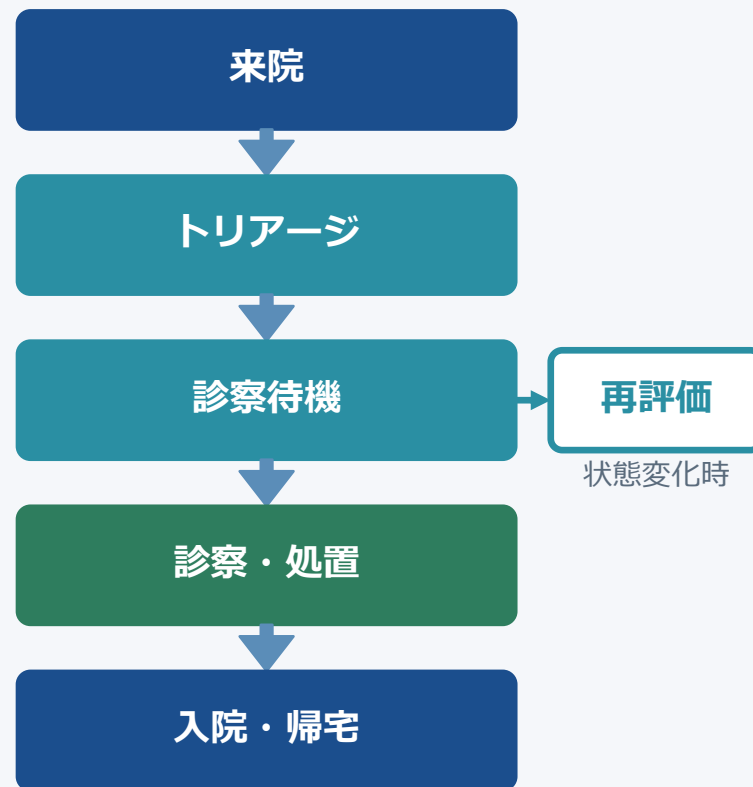 来院
トリアージ
診察待機
再評価
状態変化時
診察・処置
入院・帰宅